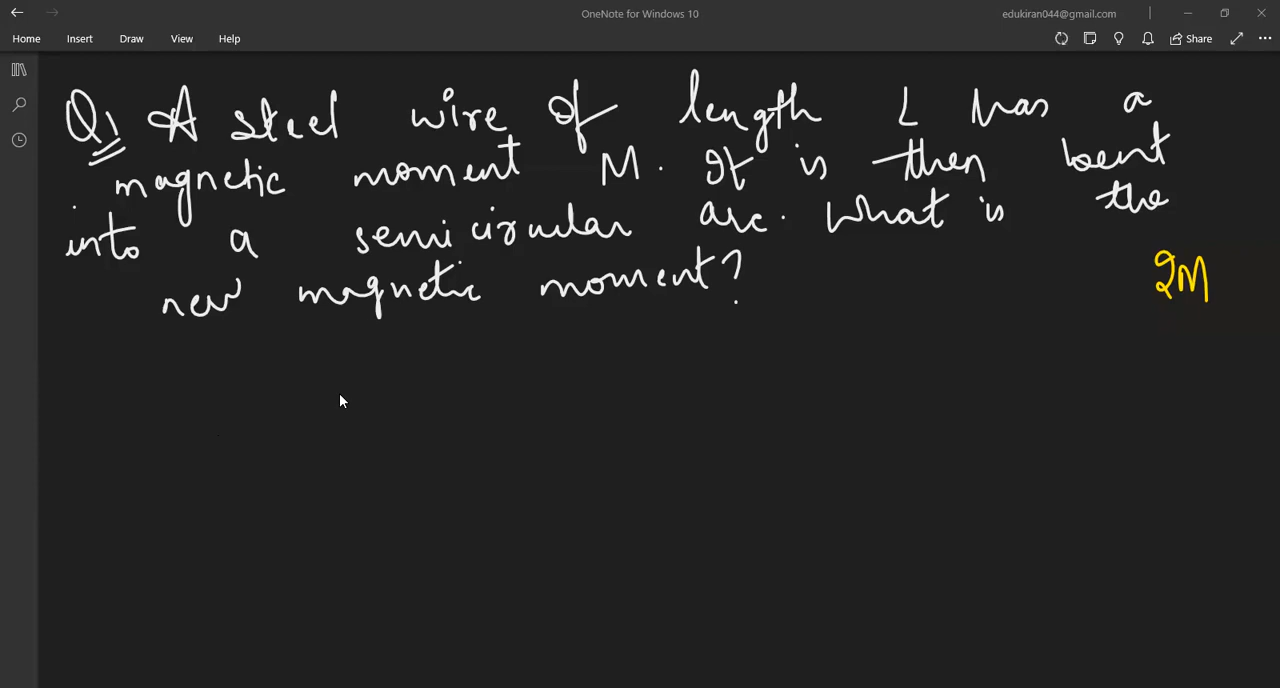 OneNote for Windows 10
edukiran044@gmail.com
Home Insert Draw View Help
Share
Q1 A steel wire of length L has a
magnetic moment M. It is then bent
into a semicircular arc. What is the
new magnetic moment?
2M